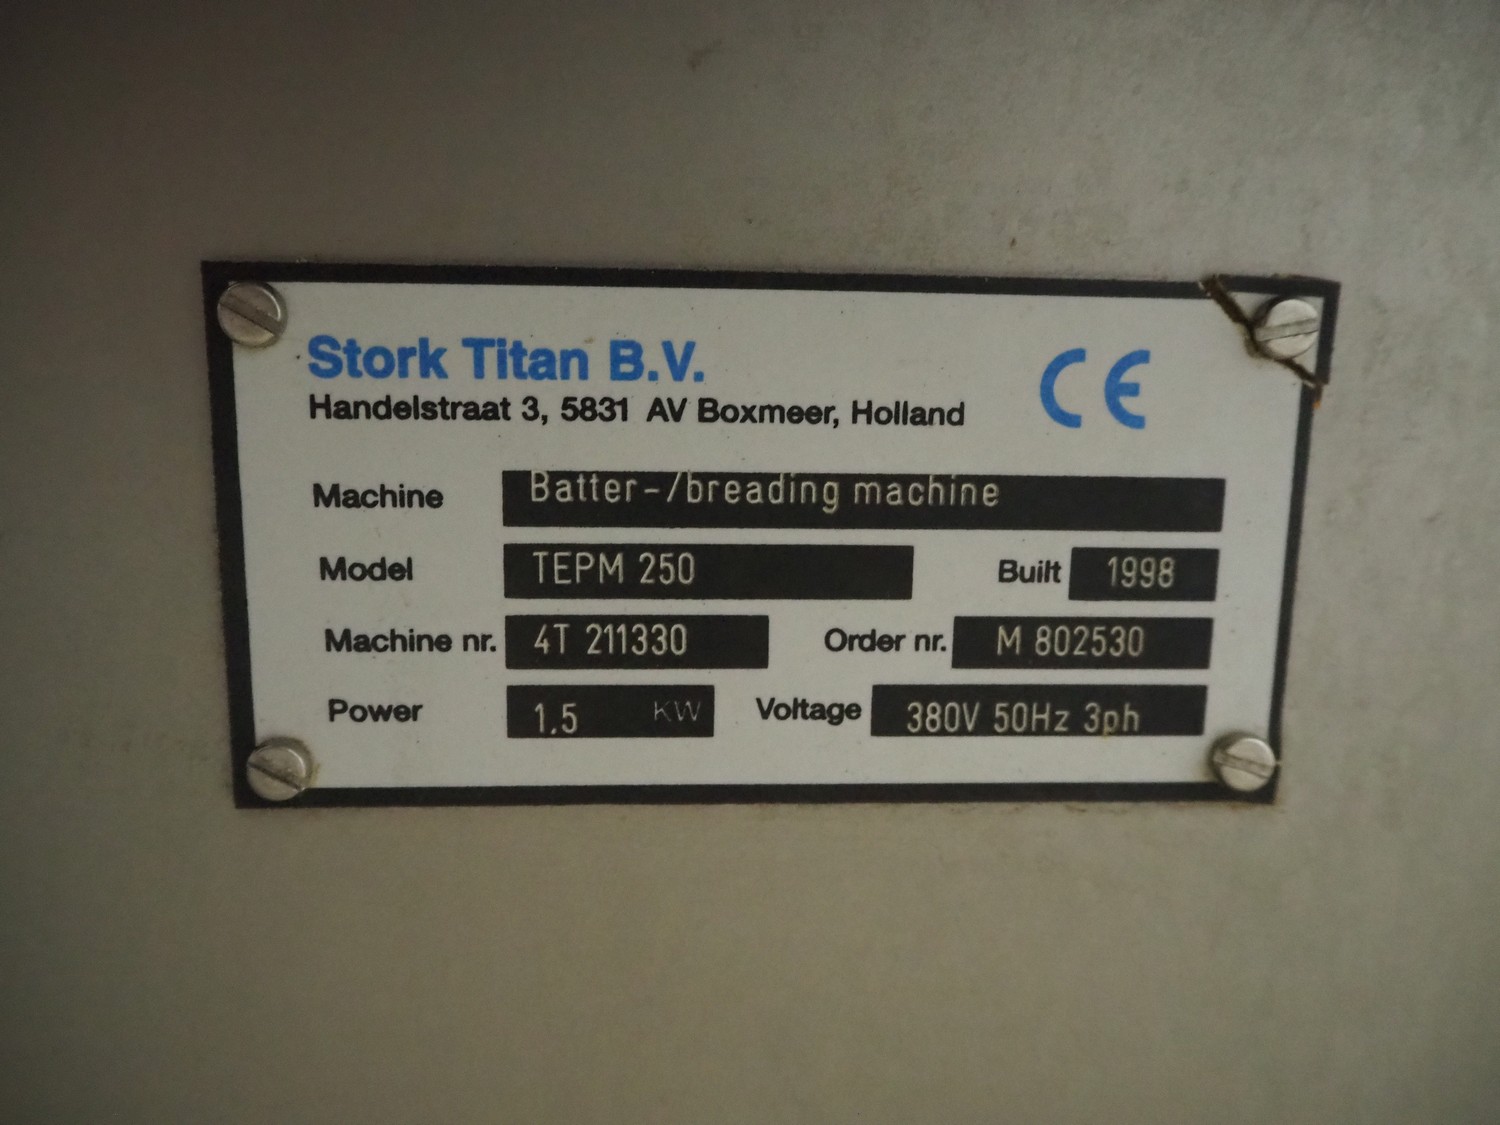 Stork Titan B.V.
Handelstraat 3, 5831 AV Boxmeer, Holland
CE
Machine Batter-/breading machine
Model TEPM 250 Built 1998
Machine nr. 4T 211330 Order nr. M 802530
Power 1.5 KW Voltage 380V 50Hz 3ph